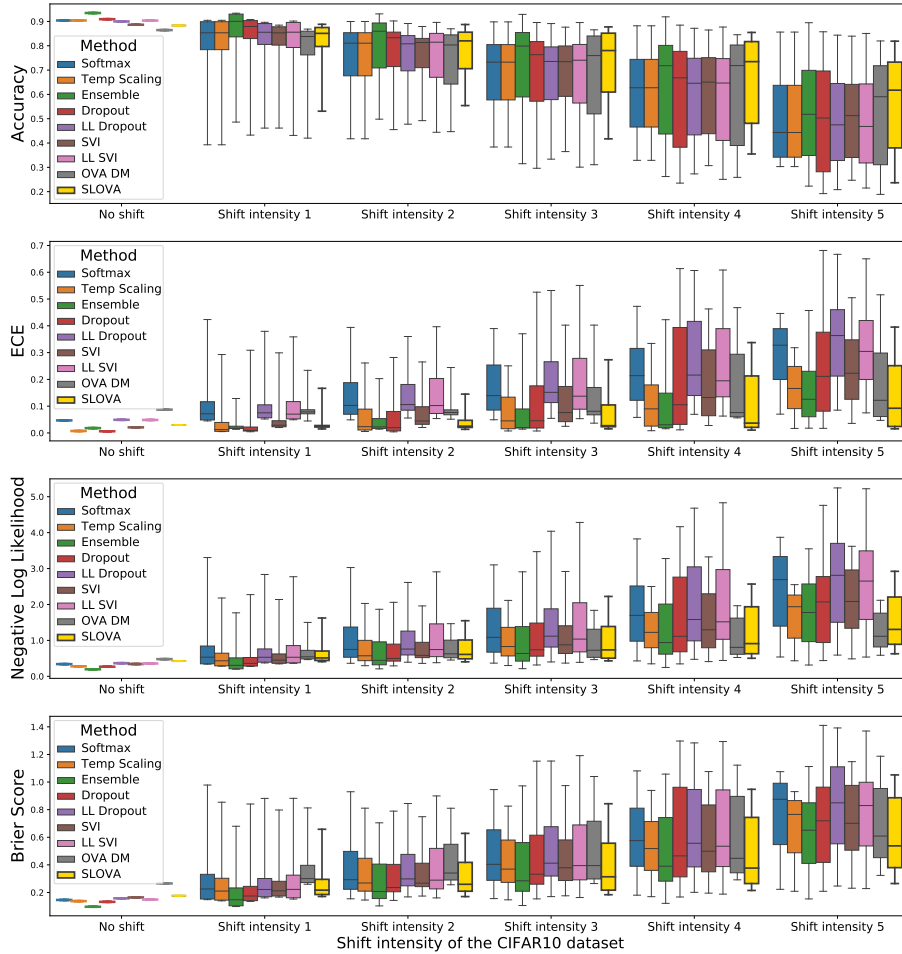 Accuracy
0.9
0.8
0.7
0.6
0.5
0.4
0.3
0.2
Method
Softmax
Temp Scaling
Ensemble
Dropout
LL Dropout
SVI
LL SVI
OVA DM
SLOVA
No shift Shift intensity 1 Shift intensity 2 Shift intensity 3 Shift intensity 4 Shift intensity 5
ECE
0.7
0.6
0.5
0.4
0.3
0.2
0.1
0.0
Method
Softmax
Temp Scaling
Ensemble
Dropout
LL Dropout
SVI
LL SVI
OVA DM
SLOVA
No shift Shift intensity 1 Shift intensity 2 Shift intensity 3 Shift intensity 4 Shift intensity 5
Negative Log Likelihood
5.0
4.0
3.0
2.0
1.0
0.0
Method
Softmax
Temp Scaling
Ensemble
Dropout
LL Dropout
SVI
LL SVI
OVA DM
SLOVA
No shift Shift intensity 1 Shift intensity 2 Shift intensity 3 Shift intensity 4 Shift intensity 5
Brier Score
1.4
1.2
1.0
0.8
0.6
0.4
0.2
Method
Softmax
Temp Scaling
Ensemble
Dropout
LL Dropout
SVI
LL SVI
OVA DM
SLOVA
No shift Shift intensity 1 Shift intensity 2 Shift intensity 3 Shift intensity 4 Shift intensity 5
Shift intensity of the CIFAR10 dataset